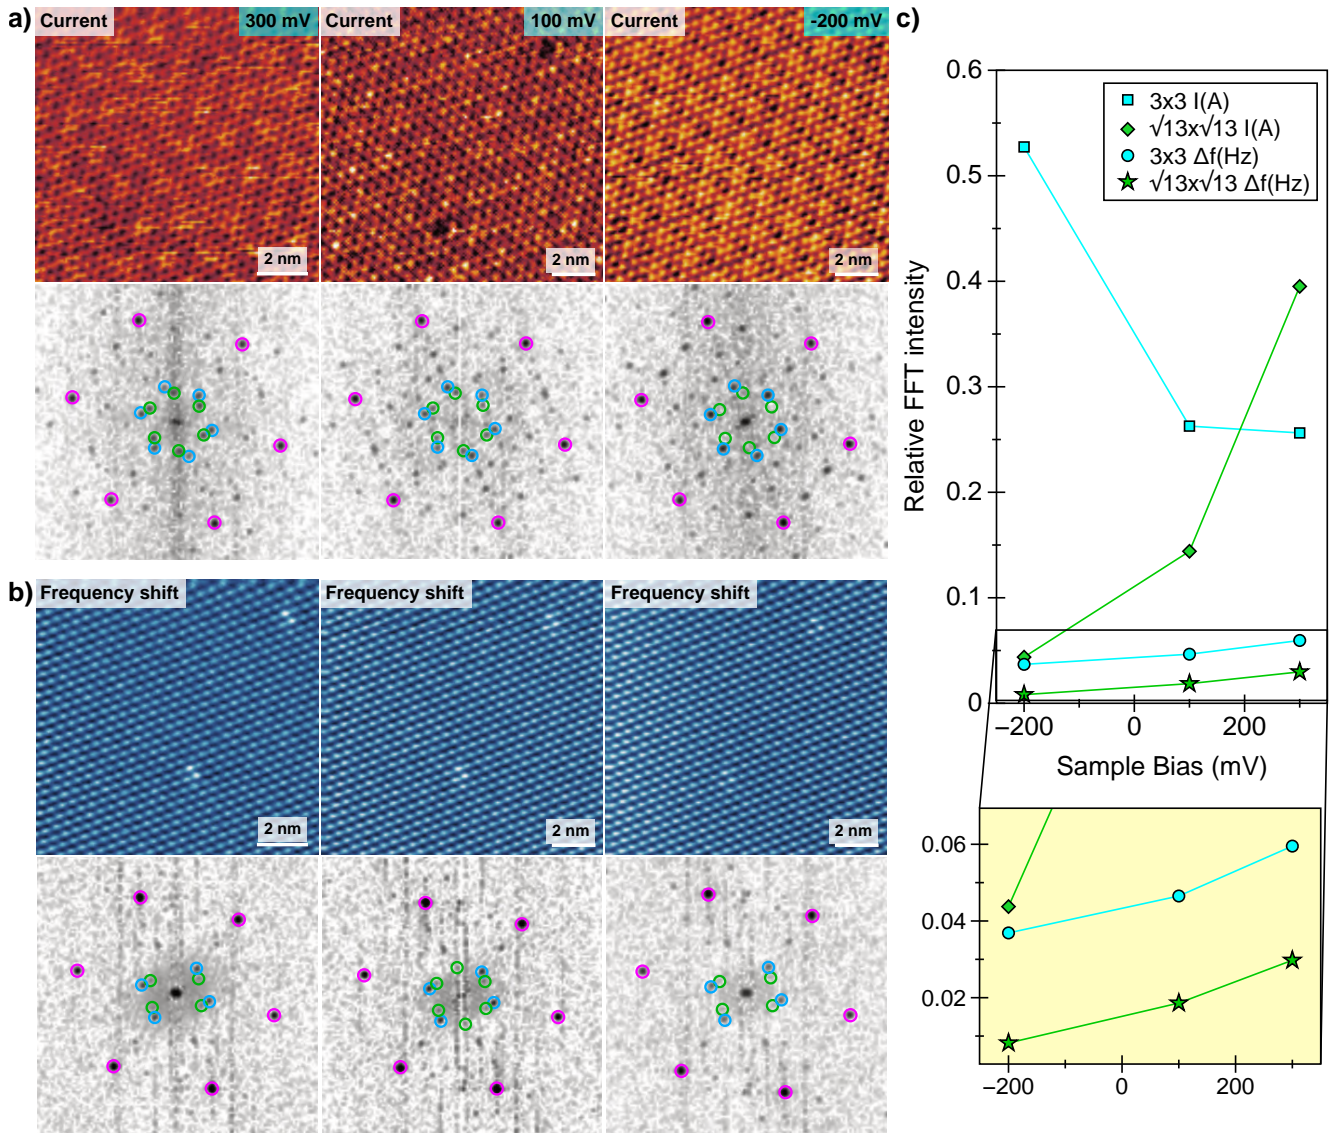 a)
Current
300 mV
Current
100 mV
Current
-200 mV
2 nm
2 nm
2 nm
b)
Frequency shift
Frequency shift
Frequency shift
2 nm
2 nm
2 nm
c)
0.6
0.5
0.4
0.3
0.2
0.1
0
Relative FFT intensity
3x3 I(A)
√13x√13 I(A)
3x3 Δf(Hz)
√13x√13 Δf(Hz)
−200
0
200
Sample Bias (mV)
0.06
0.04
0.02
−200
0
200